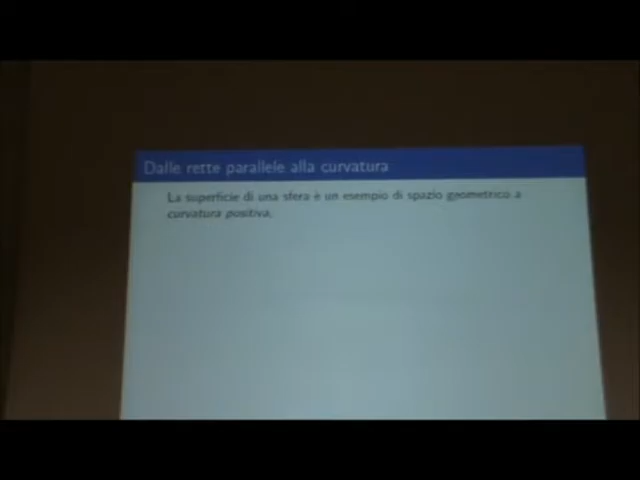 Dalle rette parallele alla curvatura
La superficie di una sfera è un esempio di spazio geometrico a
curvatura positiva.